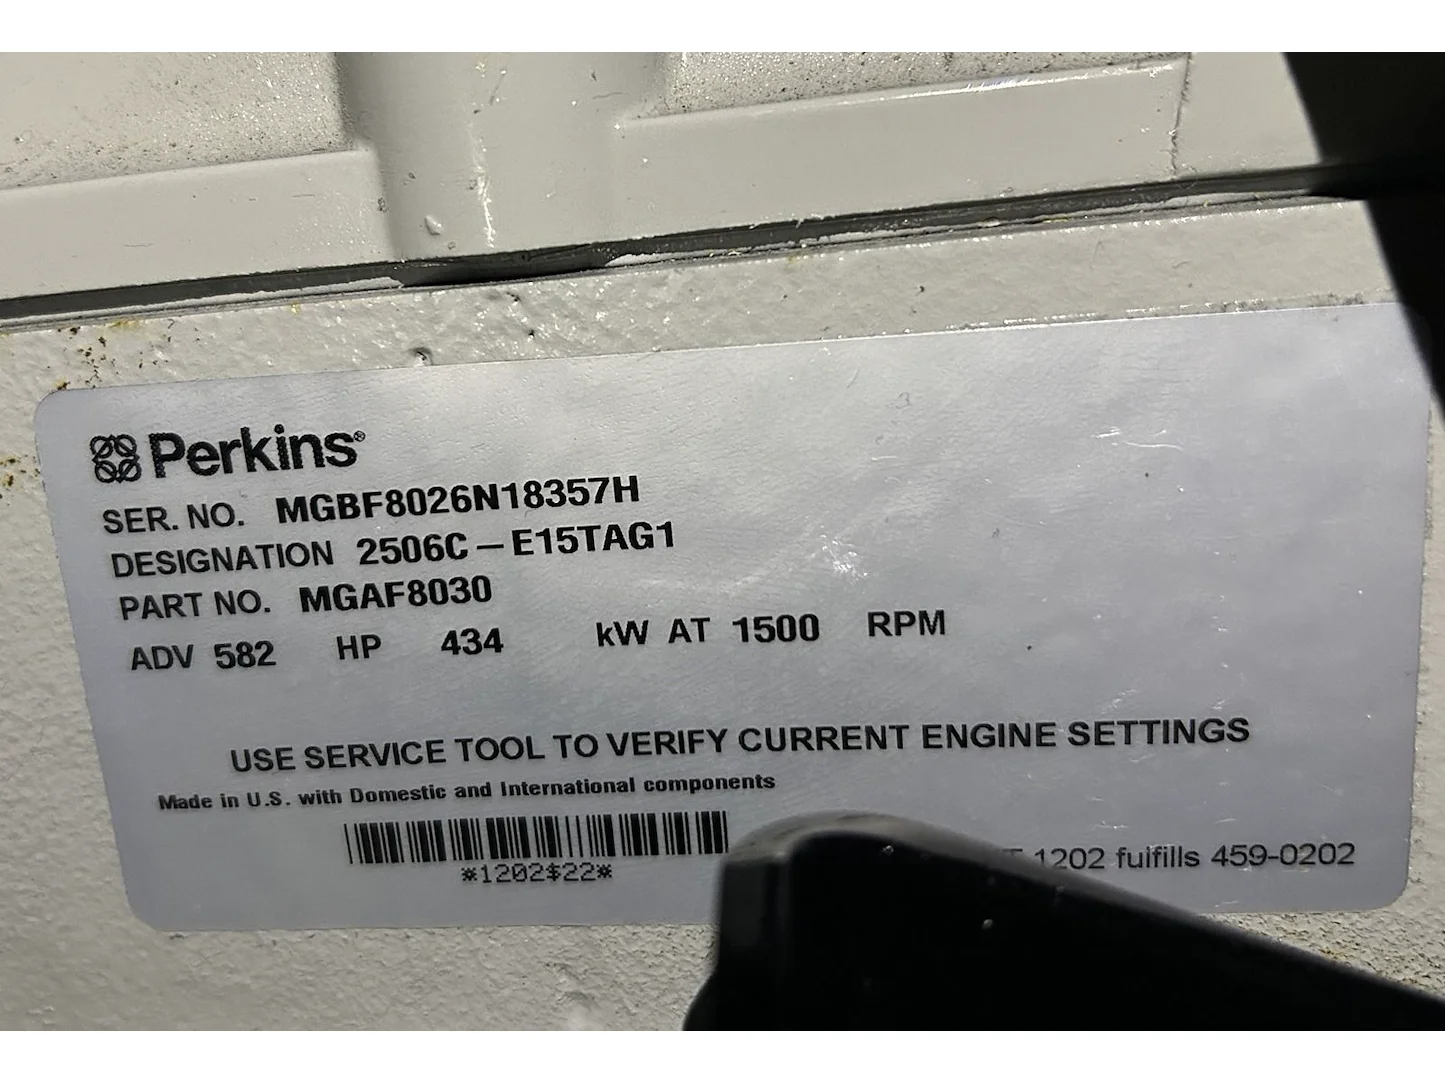 Perkins®
SER. NO. MGBF8026N18357H
DESIGNATION 2506C – E15TAG1
PART NO. MGAF8030
ADV 582 HP 434 kW AT 1500 RPM
USE SERVICE TOOL TO VERIFY CURRENT ENGINE SETTINGS
Made in U.S. with Domestic and International components
*1202$22*
1202 fulfills 459-0202